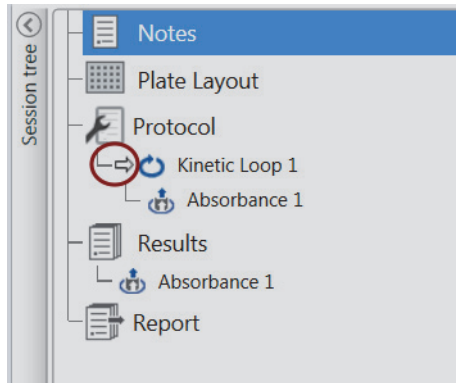 Session tree
Notes
Plate Layout
Protocol
Kinetic Loop 1
Absorbance 1
Results
Absorbance 1
Report